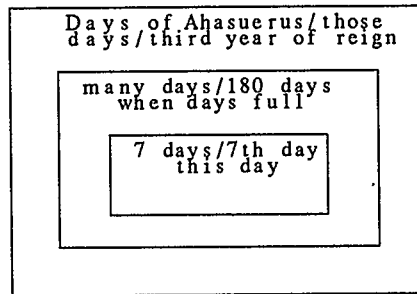 Days of Ahasuerus/those
days/third year of reign
many days/180 days
when days full
7 days/7th day
this day